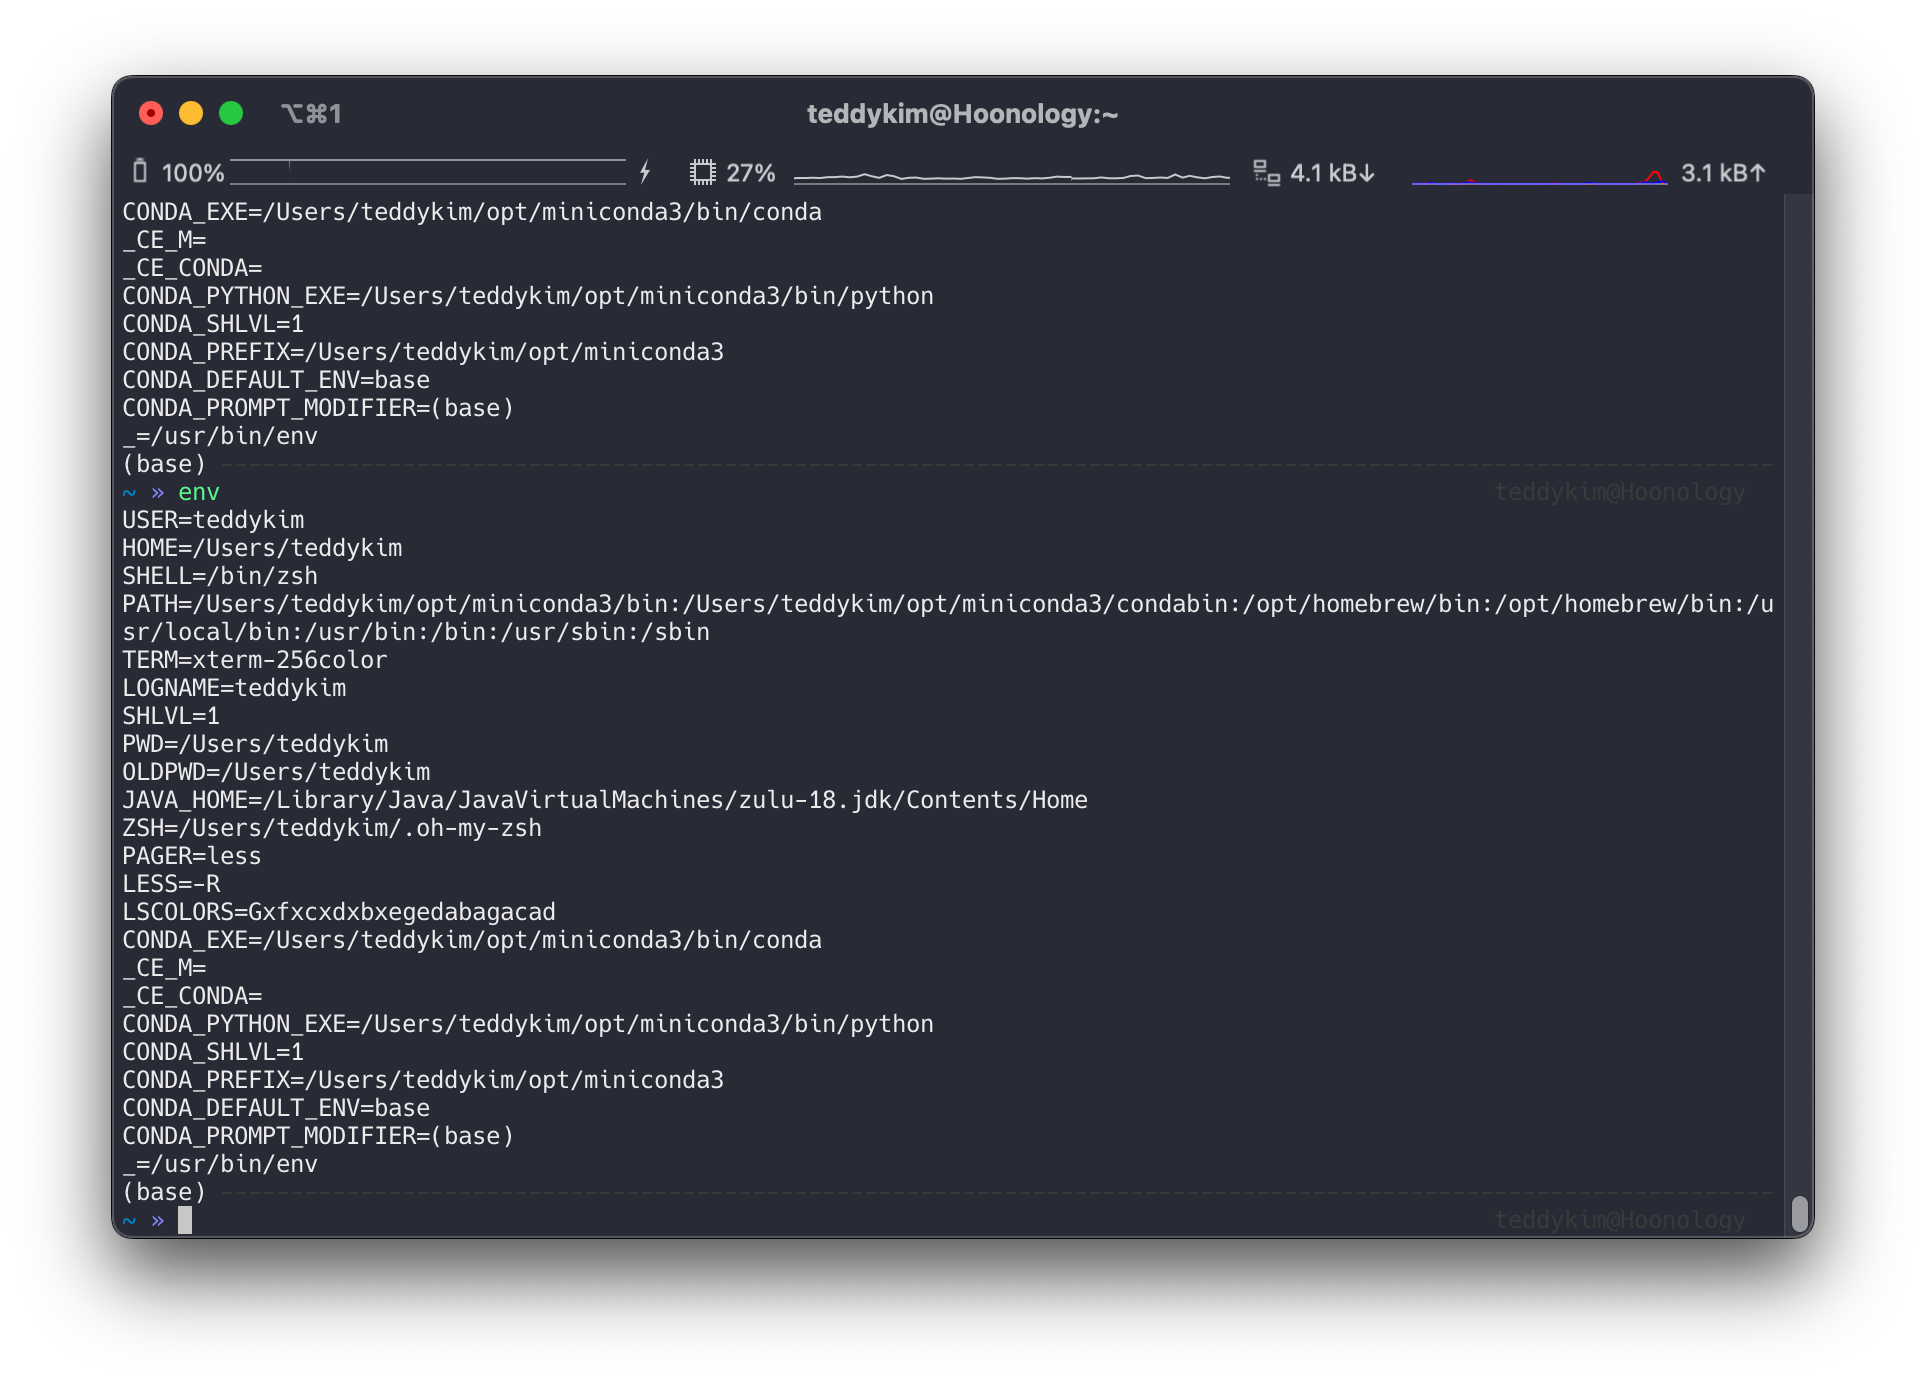 ⌥⌘1
teddykim@Hoonology:~
100% 27% 4.1 kB↓ 3.1 kB↑
CONDA_EXE=/Users/teddykim/opt/miniconda3/bin/conda
_CE_M=
_CE_CONDA=
CONDA_PYTHON_EXE=/Users/teddykim/opt/miniconda3/bin/python
CONDA_SHLVL=1
CONDA_PREFIX=/Users/teddykim/opt/miniconda3
CONDA_DEFAULT_ENV=base
CONDA_PROMPT_MODIFIER=(base)
_=/usr/bin/env
(base)
~ » env teddykim@Hoonology
USER=teddykim
HOME=/Users/teddykim
SHELL=/bin/zsh
PATH=/Users/teddykim/opt/miniconda3/bin:/Users/teddykim/opt/miniconda3/condabin:/opt/homebrew/bin:/opt/homebrew/bin:/u
sr/local/bin:/usr/bin:/bin:/usr/sbin:/sbin
TERM=xterm-256color
LOGNAME=teddykim
SHLVL=1
PWD=/Users/teddykim
OLDPWD=/Users/teddykim
JAVA_HOME=/Library/Java/JavaVirtualMachines/zulu-18.jdk/Contents/Home
ZSH=/Users/teddykim/.oh-my-zsh
PAGER=less
LESS=-R
LSCOLORS=Gxfxcxdxbxegedabagacad
CONDA_EXE=/Users/teddykim/opt/miniconda3/bin/conda
_CE_M=
_CE_CONDA=
CONDA_PYTHON_EXE=/Users/teddykim/opt/miniconda3/bin/python
CONDA_SHLVL=1
CONDA_PREFIX=/Users/teddykim/opt/miniconda3
CONDA_DEFAULT_ENV=base
CONDA_PROMPT_MODIFIER=(base)
_=/usr/bin/env
(base)
~ » teddykim@Hoonology